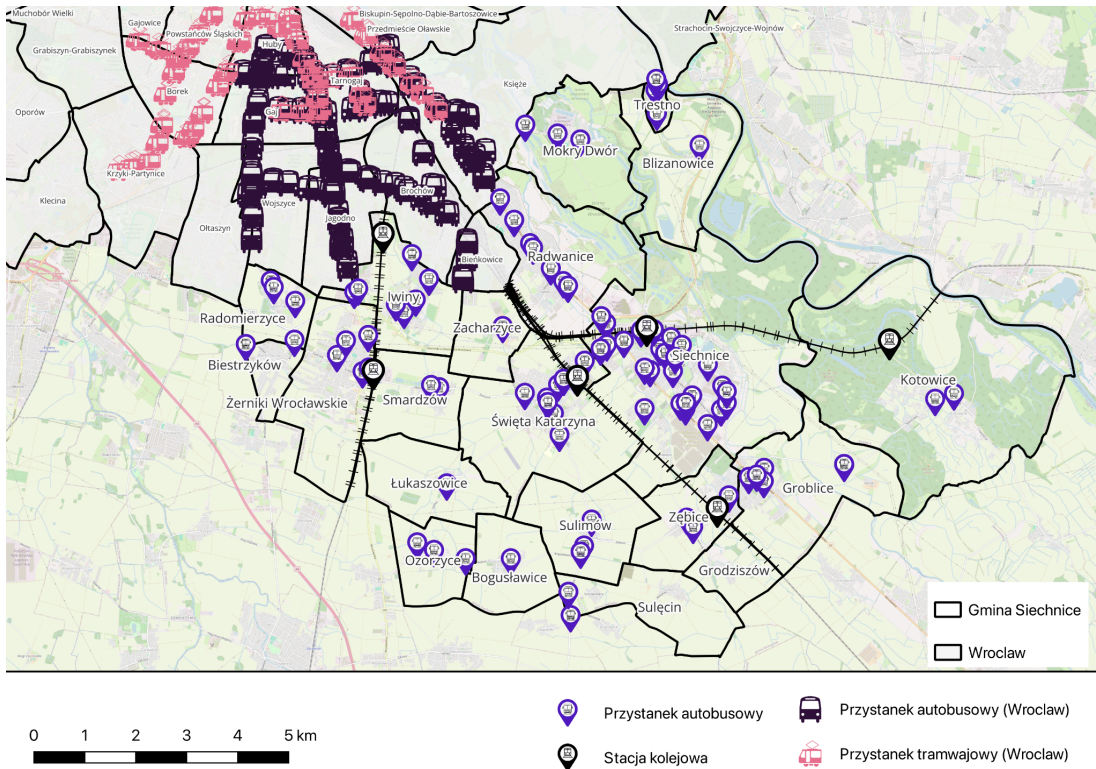 Muchobór Wielki
Biskupin-Sępolno-Dąbie-Bartoszowice
Gajowice
Powstańców Śląskich
Przedmieście Oławskie
Strachocin-Swojczyce-Wojnów
Grabiszyn-Grabiszynek
Huby
Tarnogaj
Księże
Borek
Trestno
Oporów
Gaj
Mokry Dwór
Blizanowice
Krzyki-Partynice
Brochów
Klecina
Wojszyce
Jagodno
Ołtaszyn
Bieńkowice
Radwanice
Iwiny
Radomierzyce
Zacharzyce
Siechnice
Biestrzyków
Kotowice
Żerniki Wrocławskie
Smardzów
Święta Katarzyna
Łukaszowice
Groblice
Zębice
Sulimów
Ozorzyce
Bogusławice
Grodziszów
Sulęcin
Gmina Siechnice
Wroclaw
Przystanek autobusowy
Przystanek autobusowy (Wroclaw)
Stacja kolejowa
Przystanek tramwajowy (Wroclaw)
0 1 2 3 4 5 km